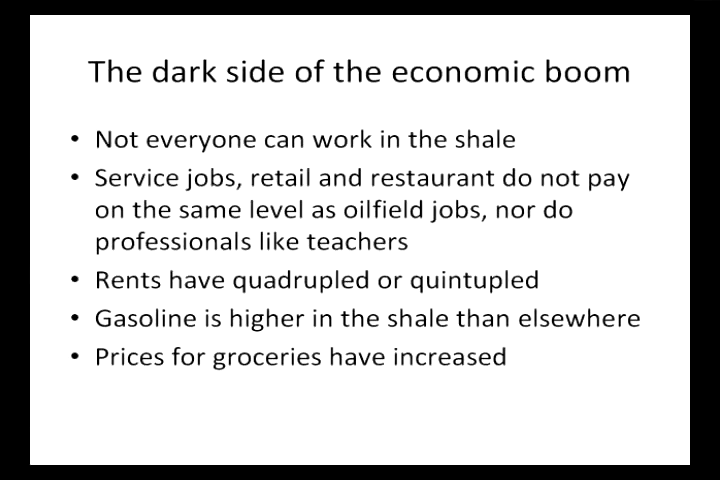 The dark side of the economic boom
• Not everyone can work in the shale
• Service jobs, retail and restaurant do not pay
on the same level as oilfield jobs, nor do
professionals like teachers
• Rents have quadrupled or quintupled
• Gasoline is higher in the shale than elsewhere
• Prices for groceries have increased